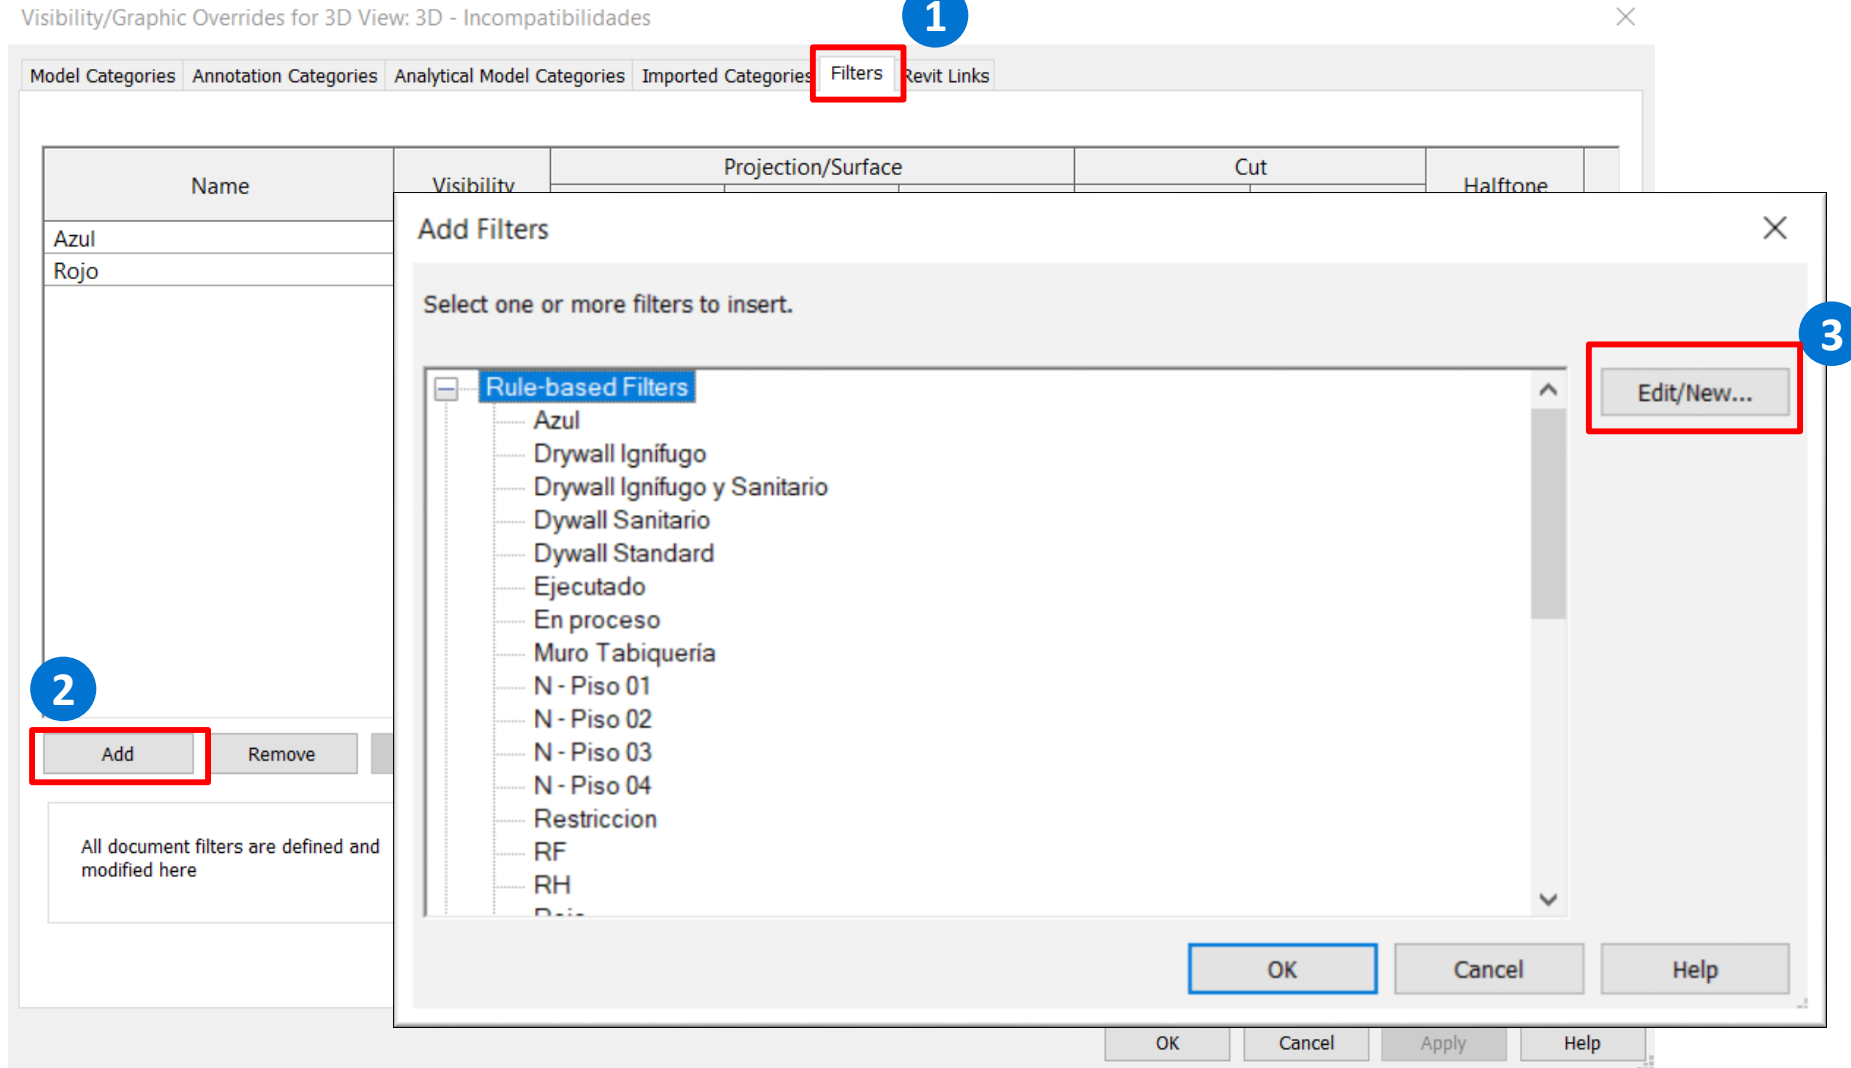 Visibility/Graphic Overrides for 3D View: 3D - Incompatibilidades
1
Model Categories Annotation Categories Analytical Model Categories Imported Categories Filters Revit Links
Projection/Surface Cut
Name Visibility Halftone
Azul
Rojo
Add Filters
Select one or more filters to insert.
3
Edit/New...
Rule-based Filters
Azul
Drywall Ignífugo
Drywall Ignífugo y Sanitario
Dywall Sanitario
Dywall Standard
Ejecutado
En proceso
Muro Tabiquería
N - Piso 01
N - Piso 02
N - Piso 03
N - Piso 04
Restriccion
RF
RH
Rojo
OK Cancel Help
2
Add Remove
All document filters are defined and
modified here
OK Cancel Apply Help